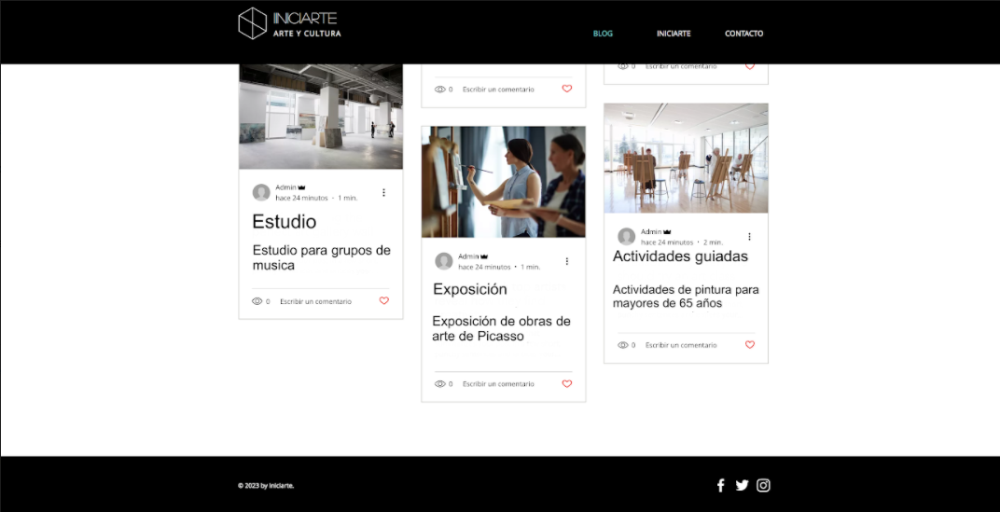 INICIARTE
ARTE Y CULTURA
BLOG
INICIARTE
CONTACTO
Admin
hace 24 minutos · 1 min.
Estudio
Estudio para grupos de
musica
0 Escribir un comentario
0 Escribir un comentario
Admin
hace 24 minutos · 1 min.
Exposición
Exposición de obras de
arte de Picasso
0 Escribir un comentario
0 Escribir un comentario
Admin
hace 24 minutos · 2 min.
Actividades guiadas
Actividades de pintura para
mayores de 65 años
0 Escribir un comentario
© 2023 by Iniciarte.